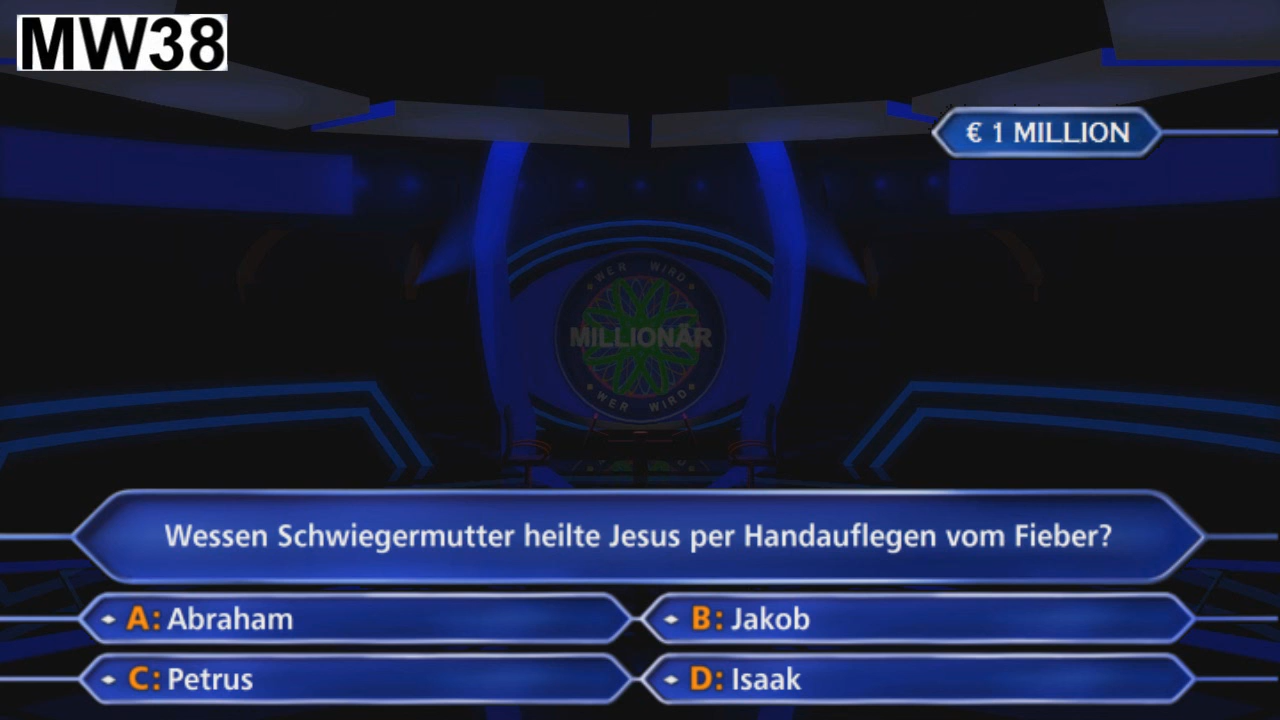 MW38
€ 1 MILLION
WER WIRD
MILLIONÄR
WER WIRD
Wessen Schwiegermutter heilte Jesus per Handauflegen vom Fieber?
A: Abraham
B: Jakob
C: Petrus
D: Isaak